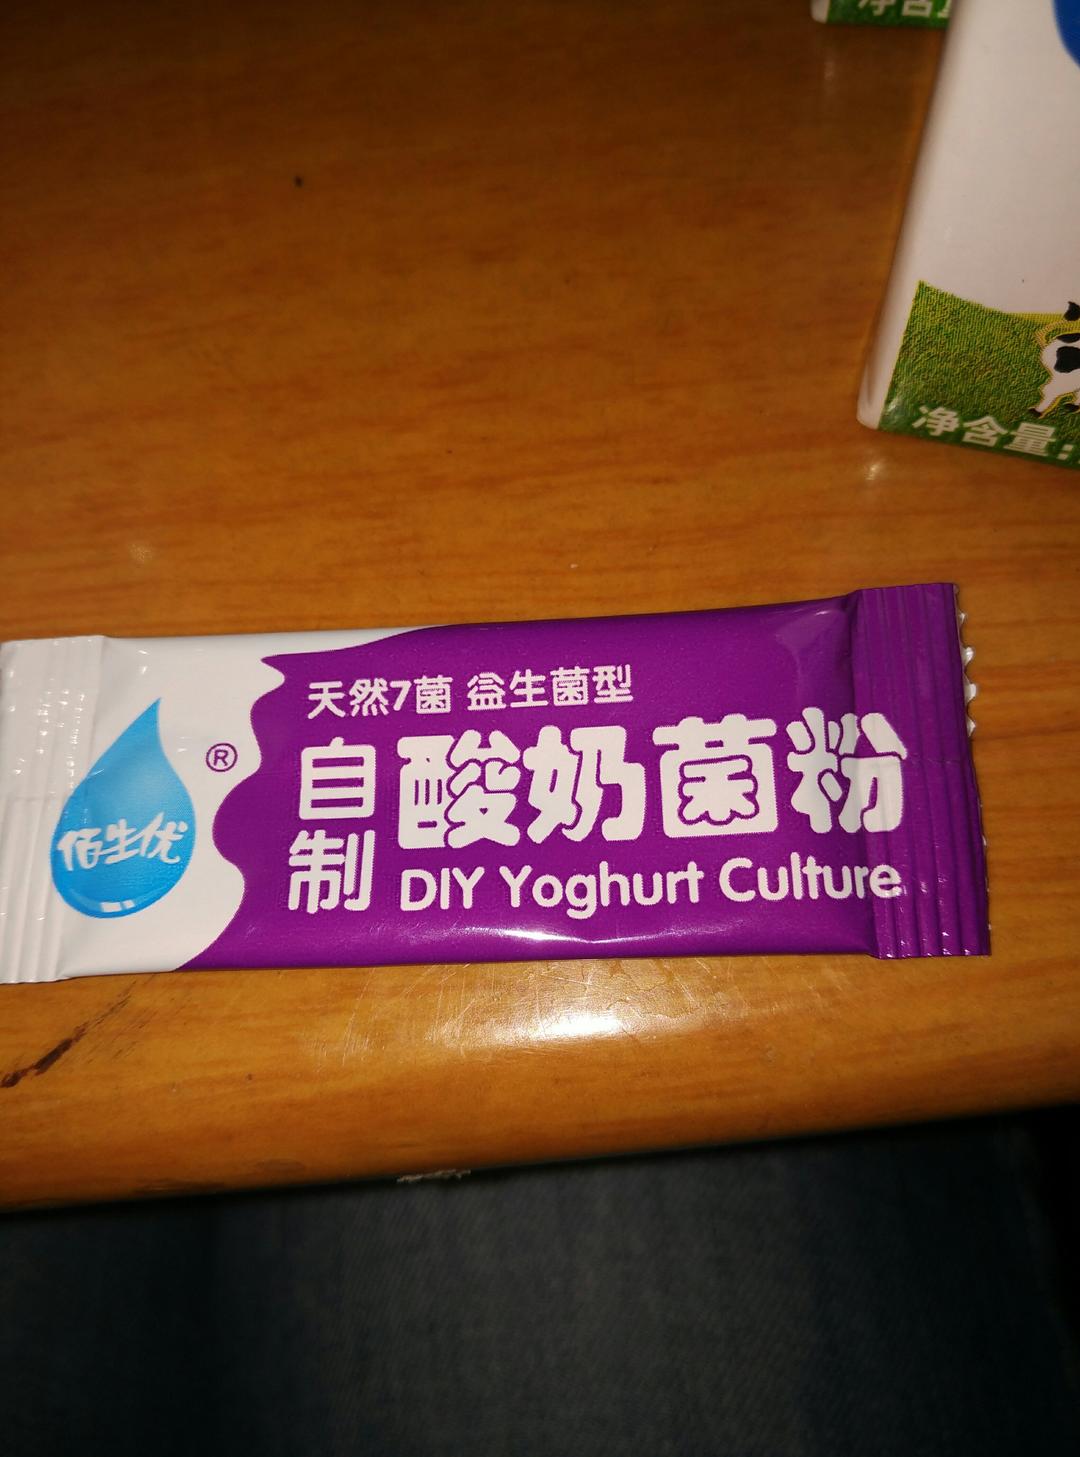 净含量:
佰生优
®
天然7菌 益生菌型
自制
酸奶菌粉
DIY Yoghurt Culture